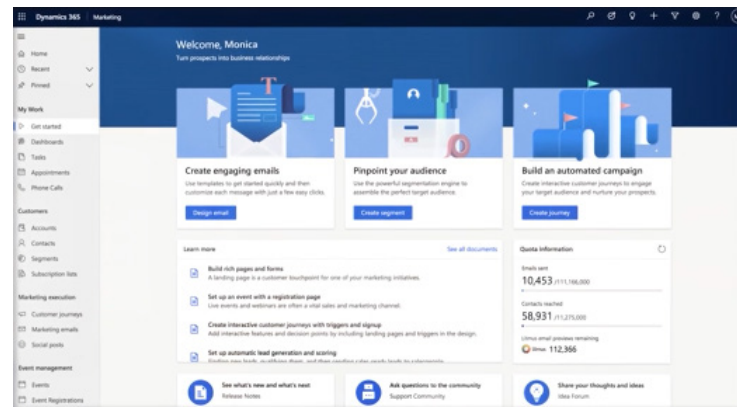 Dynamics 365
Marketing
Home
Recent
Pinned
My Work
Get started
Dashboards
Tasks
Appointments
Phone Calls
Customers
Accounts
Contacts
Segments
Subscription lists
Marketing execution
Customer journeys
Marketing emails
Social posts
Event management
Events
Event Registrations
Welcome, Monica
Turn prospects into business relationships
Create engaging emails
Use templates to get started quickly and then
customize each message with just a few easy clicks.
Design email
Pinpoint your audience
Use the powerful segmentation engine to
assemble the perfect target audience.
Create segment
Build an automated campaign
Create interactive customer journeys to engage
your target audience and nurture your prospects.
Create journey
Learn more
See all documents
Build rich pages and forms
A landing page is a customer touchpoint for one of your marketing initiatives.
Set up an event with a registration page
Live events and webinars are often a vital sales and marketing channel.
Create interactive customer journeys with triggers and signup
Add interactive features and decision points by including landing pages and triggers in the design.
Set up automatic lead generation and scoring
Quota information
Emails sent
10,453 /111,166,000
Contacts reached
58,931 /11,275,000
Litmus email previews remaining
litmus 112,366
See what's new and what's next
Release Notes
Ask questions to the community
Support Community
Share your thoughts and ideas
Idea Forum